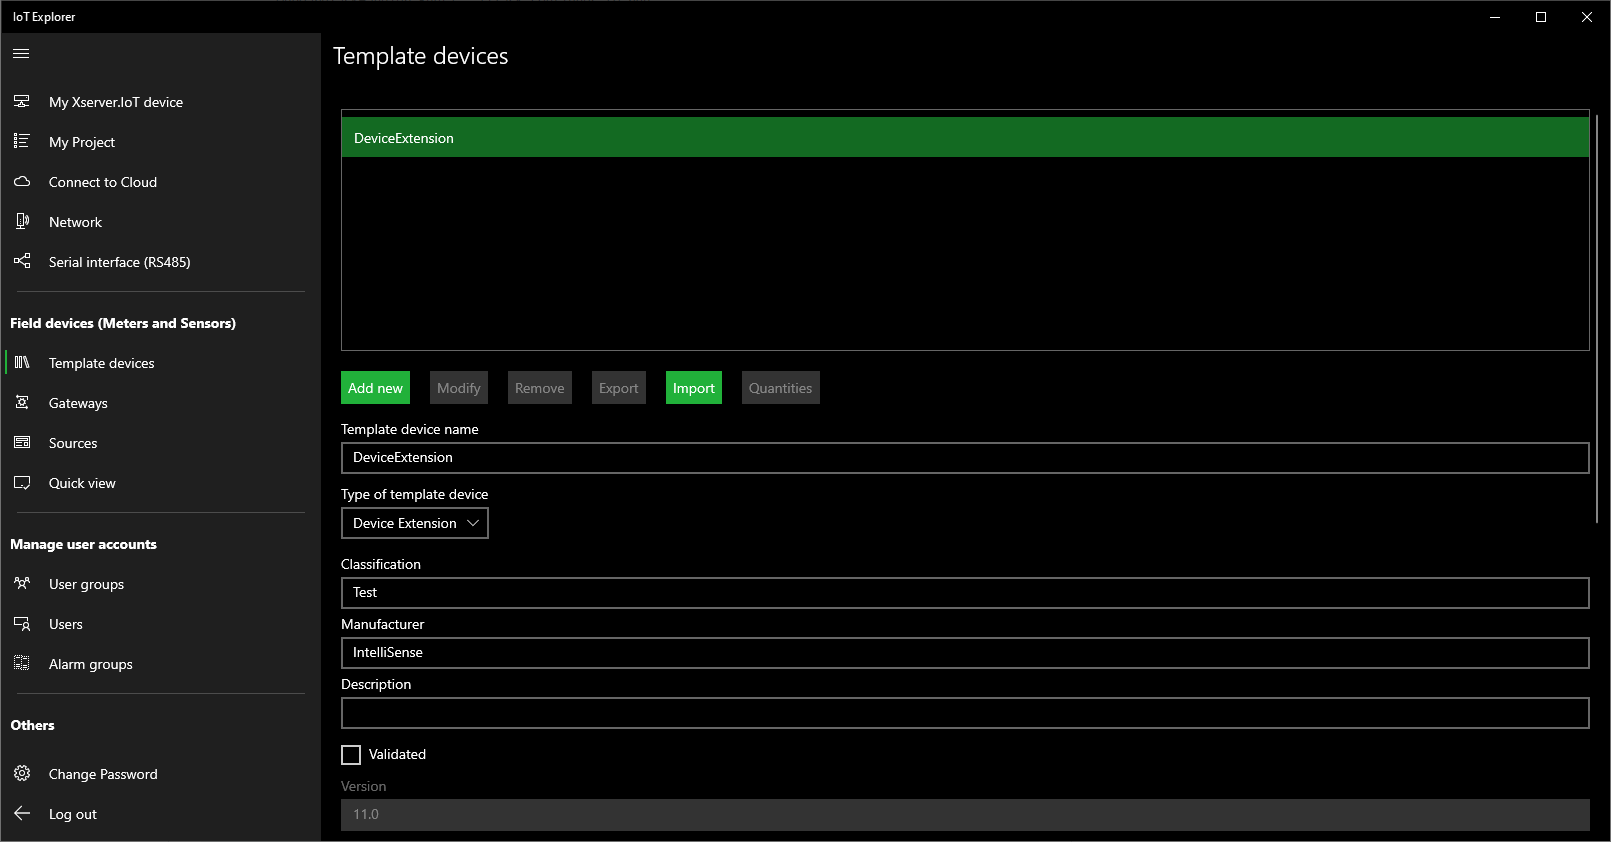 IoT Explorer
My Xserver.IoT device
My Project
Connect to Cloud
Network
Serial interface (RS485)
Field devices (Meters and Sensors)
Template devices
Gateways
Sources
Quick view
Manage user accounts
User groups
Users
Alarm groups
Others
Change Password
Log out
Template devices
DeviceExtension
Add new Modify Remove Export Import Quantities
Template device name
DeviceExtension
Type of template device
Device Extension
Classification
Test
Manufacturer
IntelliSense
Description
Validated
Version
11.0